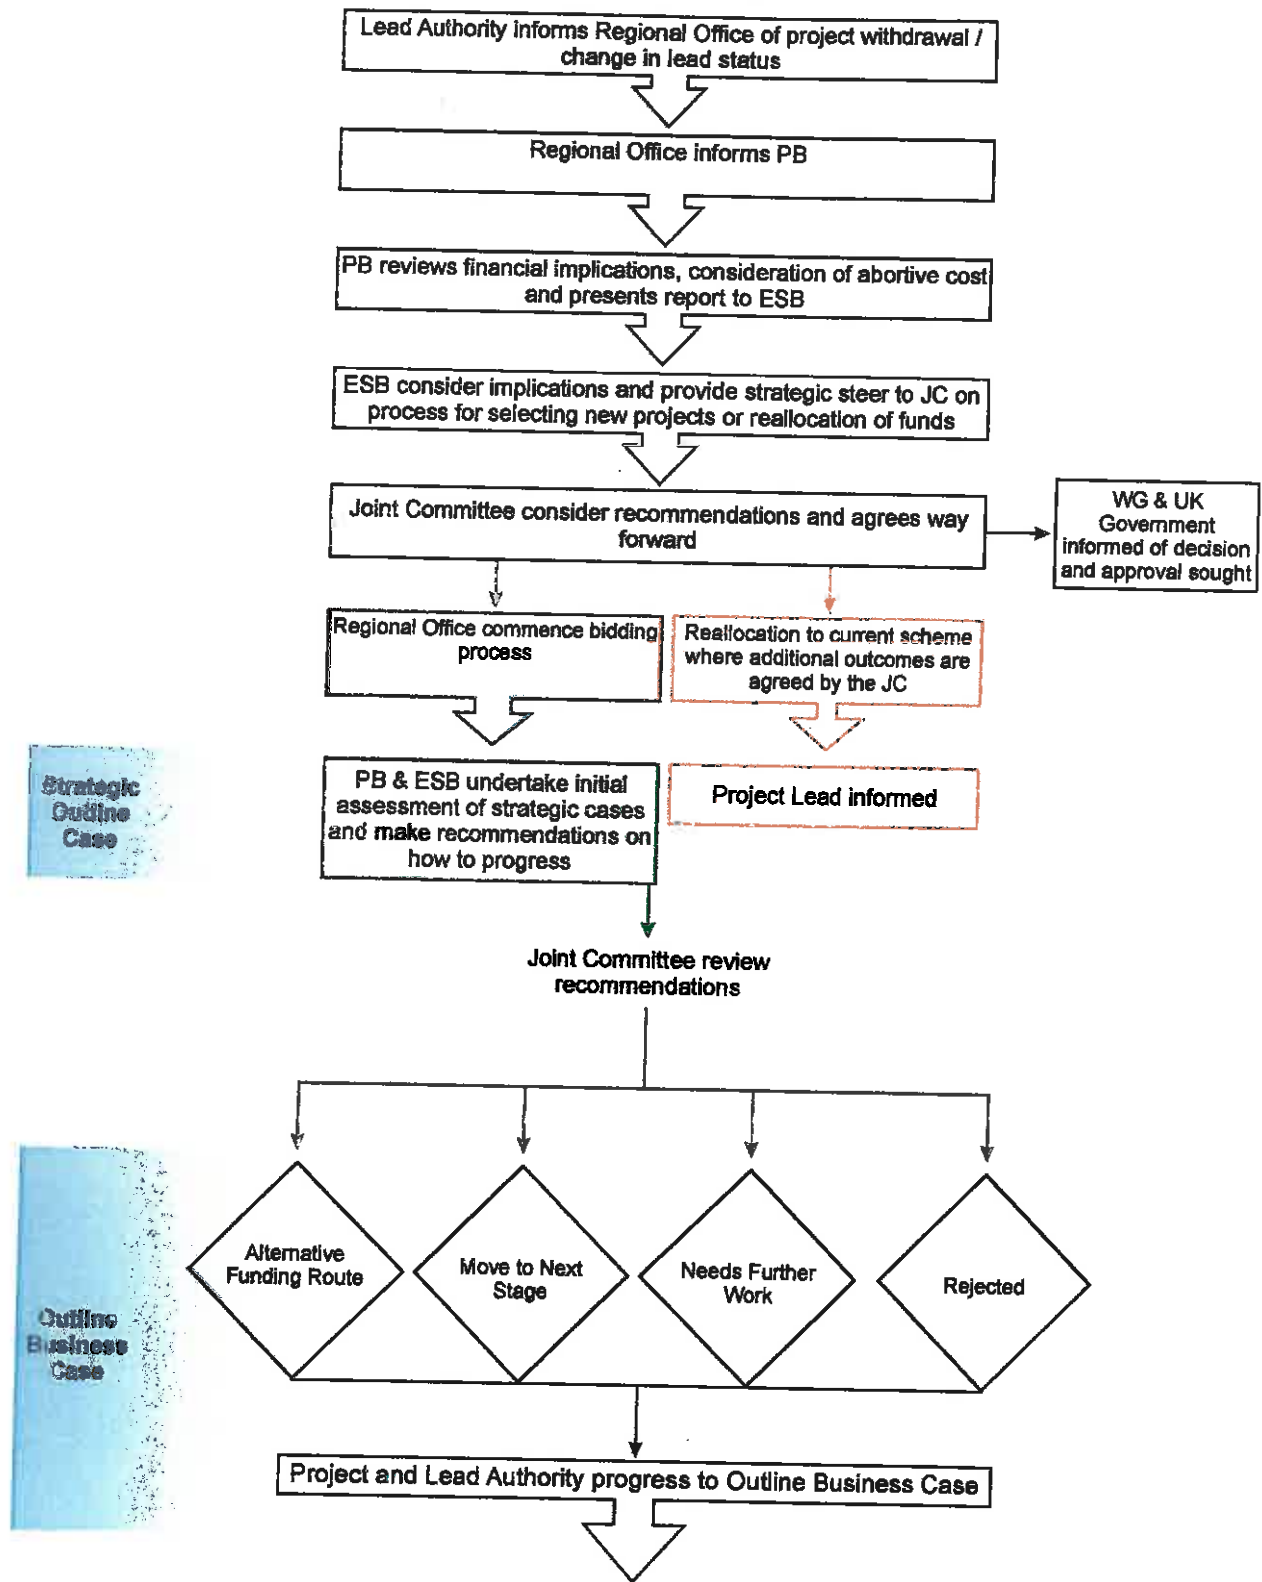 Lead Authority informs Regional Office of project withdrawal /
change in lead status
Regional Office informs PB
PB reviews financial implications, consideration of abortive cost
and presents report to ESB
ESB consider implications and provide strategic steer to JC on
process for selecting new projects or reallocation of funds
Joint Committee consider recommendations and agrees way
forward
WG & UK
Government
informed of decision
and approval sought
Regional Office commence bidding
process
Reallocation to current scheme
where additional outcomes are
agreed by the JC
Strategic
Outline
Case
PB & ESB undertake initial
assessment of strategic cases
and make recommendations on
how to progress
Project Lead informed
Joint Committee review
recommendations
Alternative
Funding Route
Move to Next
Stage
Needs Further
Work
Rejected
Outline
Business
Case
Project and Lead Authority progress to Outline Business Case